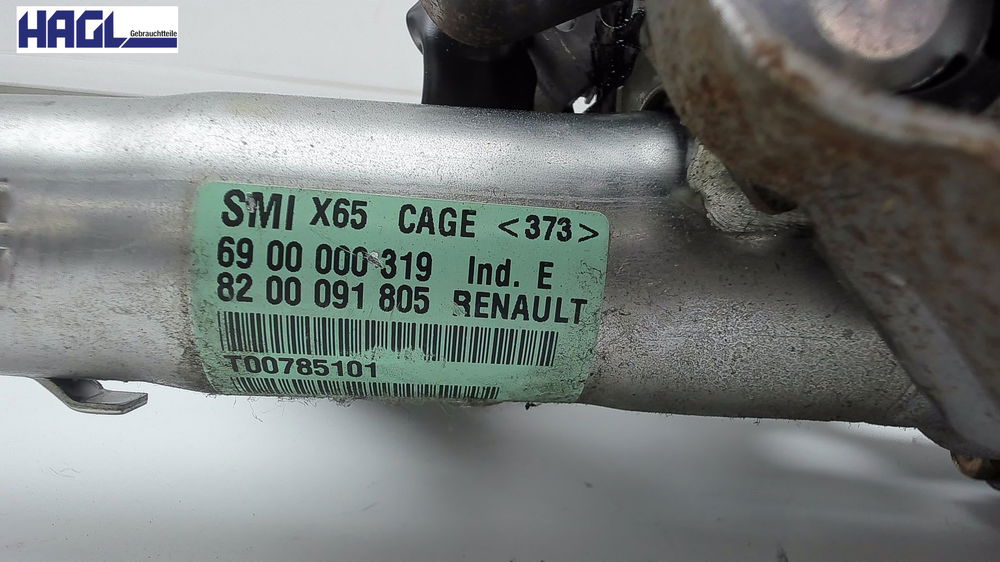 HAGL Gebrauchtteile
SMI X65 CAGE <373>
69 00 000 319 Ind. E
82 00 091 805 RENAULT
T00785101